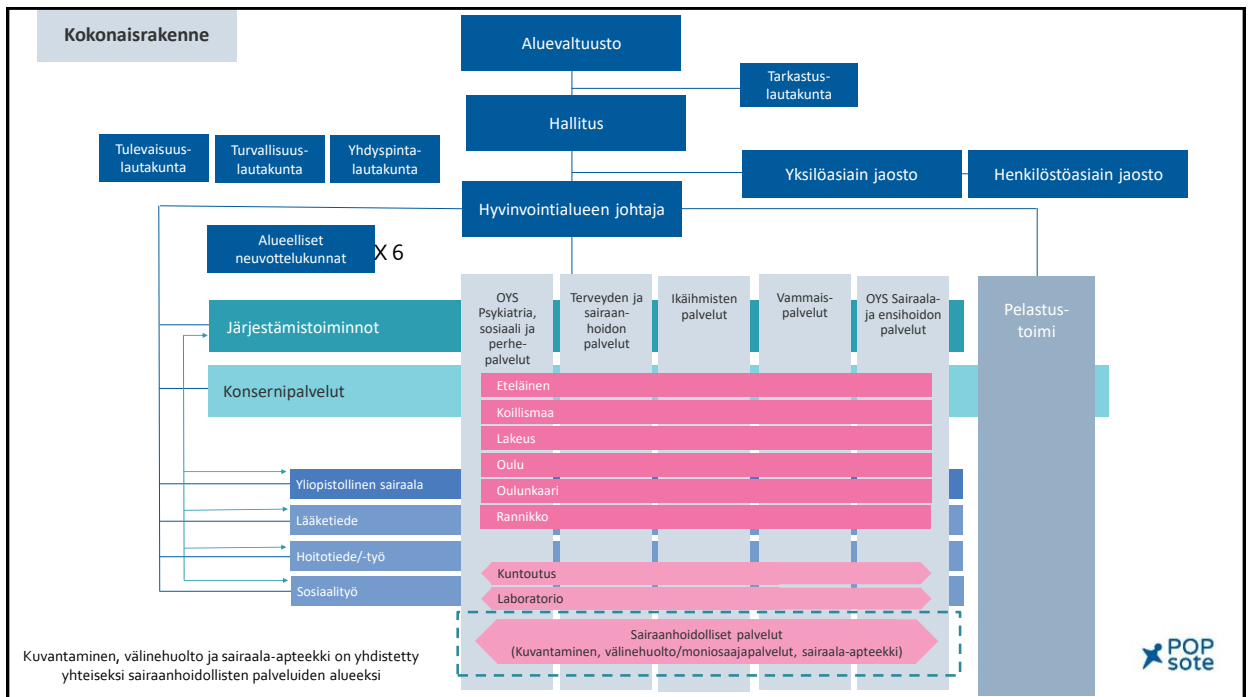 Kokonaisrakenne
Aluevaltuusto
Tarkastus-
lautakunta
Hallitus
Tulevaisuus-
lautakunta
Turvallisuus-
lautakunta
Yhdyspinta-
lautakunta
Yksilöasiain jaosto
Henkilöstöasiain jaosto
Hyvinvointialueen johtaja
Alueelliset
neuvottelukunnat
X 6
OYS
Psykiatria,
sosiaali ja
perhe-
palvelut
Terveyden ja
sairaan-
hoidon
palvelut
Ikäihmisten
palvelut
Vammais-
palvelut
OYS Sairaala-
ja ensihoidon
palvelut
Pelastus-
toimi
Järjestämistoiminnot
Konsernipalvelut
Eteläinen
Koillismaa
Lakeus
Oulu
Oulunkaari
Rannikko
Yliopistollinen sairaala
Lääketiede
Hoitotiede/-työ
Sosiaalityö
Kuntoutus
Laboratorio
Sairaanhoidolliset palvelut
(Kuvantaminen, välinehuolto/moniosaajapalvelut, sairaala-apteekki)
Kuvantaminen, välinehuolto ja sairaala-apteekki on yhdistetty
yhteiseksi sairaanhoidollisten palveluiden alueeksi
POP
sote